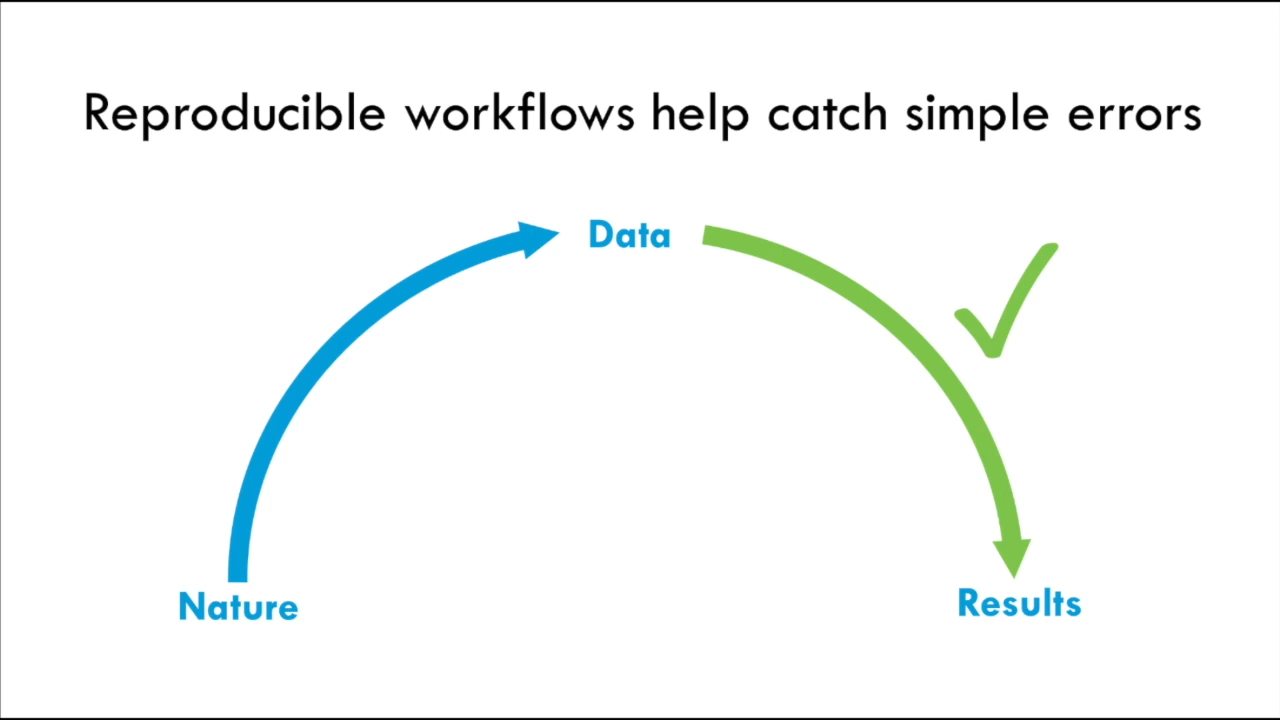 Reproducible workflows help catch simple errors
Data
Nature
Results